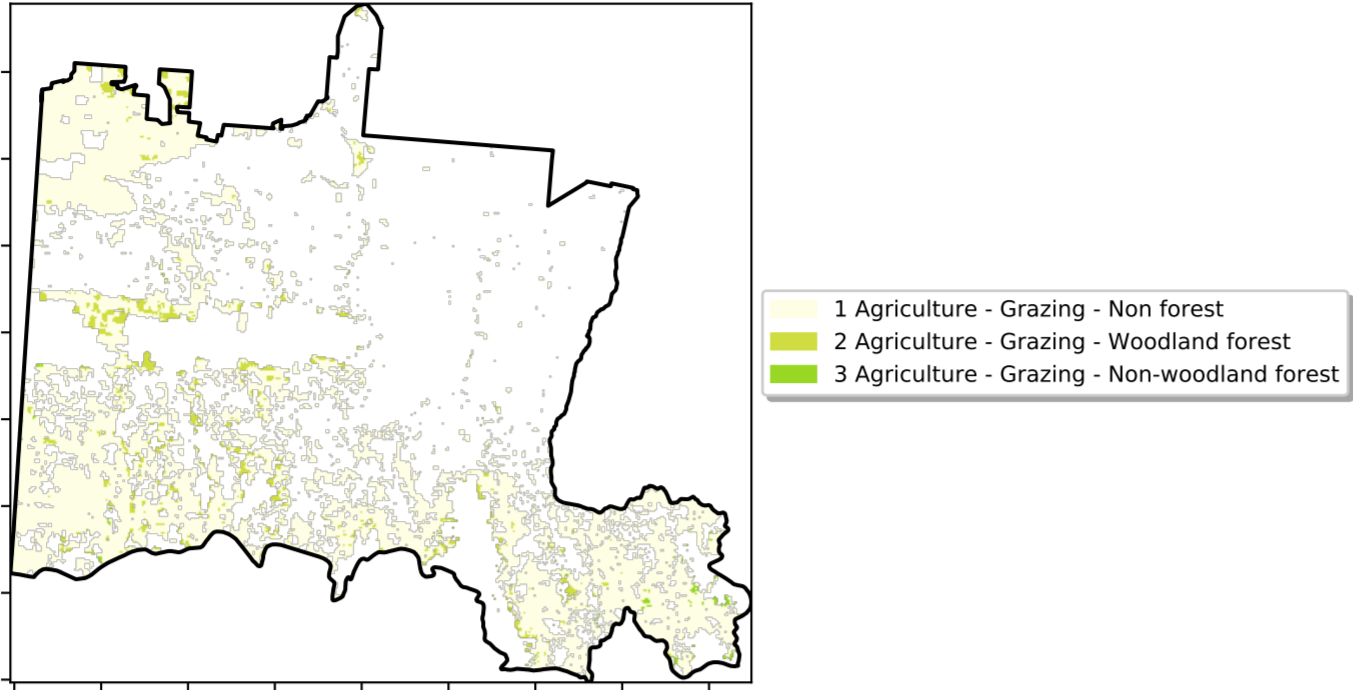 1 Agriculture - Grazing - Non forest
2 Agriculture - Grazing - Woodland forest
3 Agriculture - Grazing - Non-woodland forest